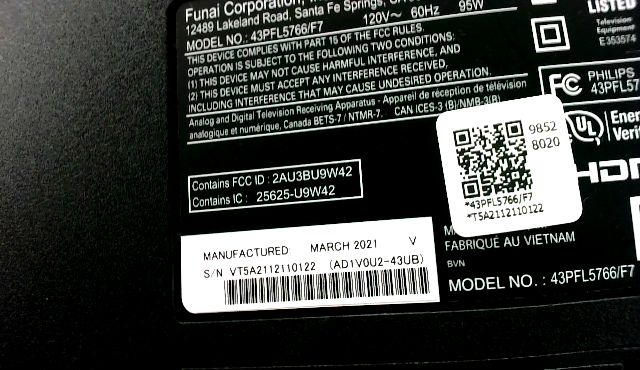 Funai Corporation,
12489 Lakeland Road, Santa Fe Springs,
MODEL NO.: 43PFL5766/F7 120V~ 60Hz 95W
THIS DEVICE COMPLIES WITH PART 15 OF THE FCC RULES.
OPERATION IS SUBJECT TO THE FOLLOWING TWO CONDITIONS:
(1) THIS DEVICE MAY NOT CAUSE HARMFUL INTERFERENCE, AND
(2) THIS DEVICE MUST ACCEPT ANY INTERFERENCE RECEIVED,
INCLUDING INTERFERENCE THAT MAY CAUSE UNDESIRED OPERATION.
Analog and Digital Television Receiving Apparatus - Appareil de réception de télévision
analogique et numérique, Canada BETS-7 / NTMR-7. CAN ICES-3 (B)/NMB-3(B)
LISTED
Television
Equipment
E353574
FC PHILIPS
43PFL57
UL Ener
Veri
HDM
Contains FCC ID : 2AU3BU9W42
Contains IC : 25625-U9W42
9852
8020
*43PFL5766/F7
*T5A2112110122
MANUFACTURED: MARCH 2021 V
S/N VT5A2112110122 (AD1V0U2-43UB)
FABRIQUÉ AU VIETNAM
BVN
MODEL NO. : 43PFL5766/F7